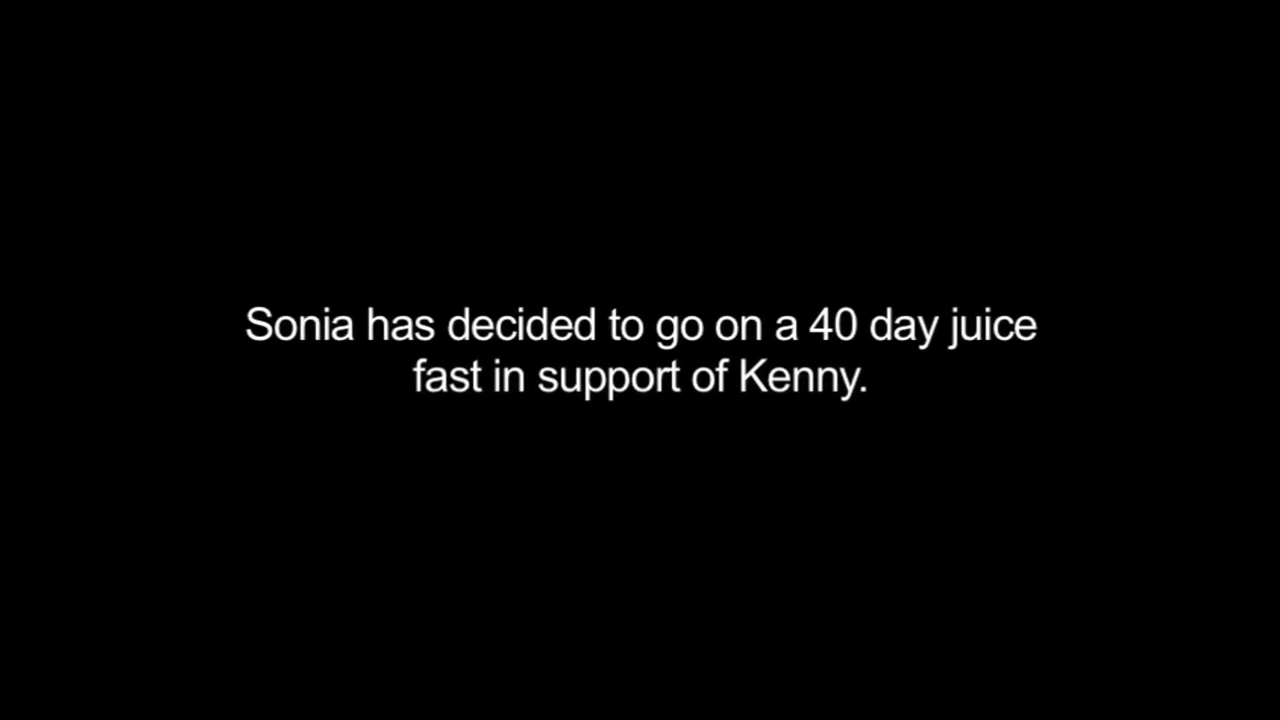 Sonia has decided to go on a 40 day juice
fast in support of Kenny.